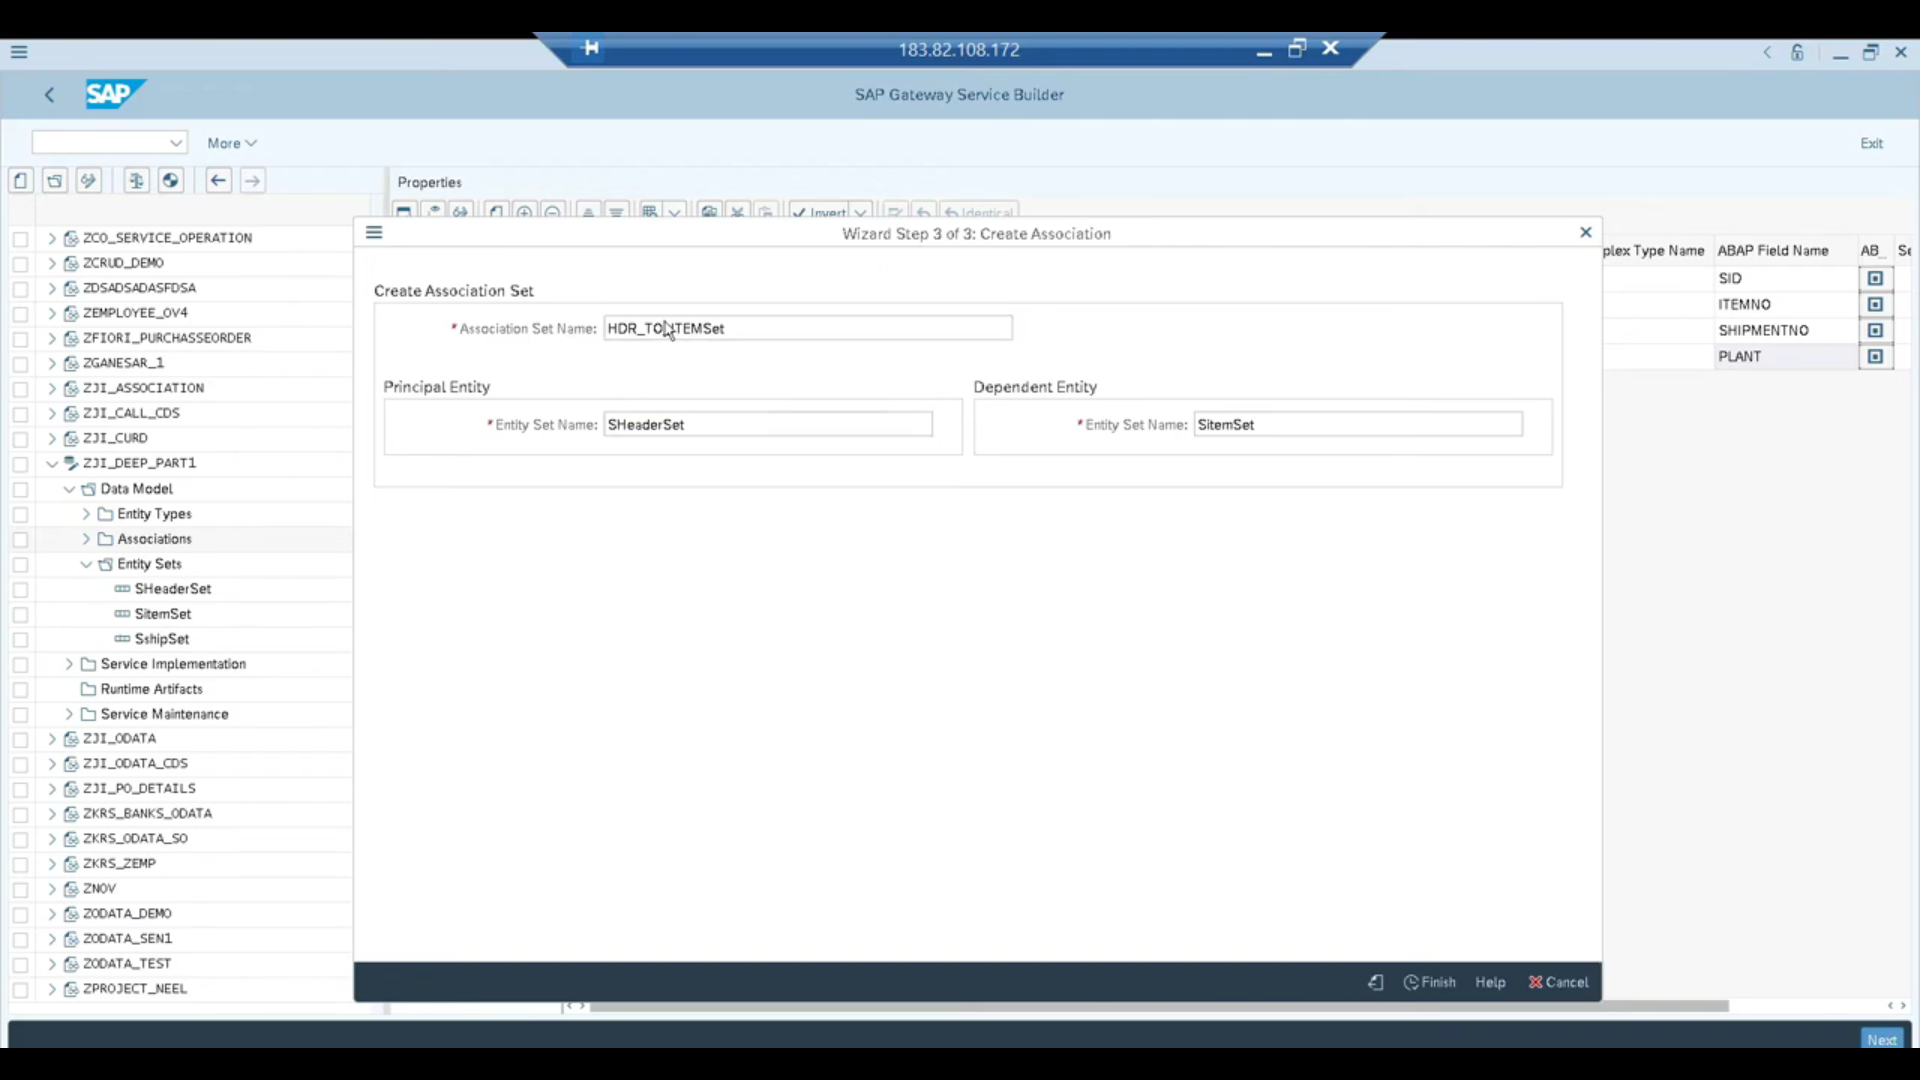 183.82.108.172
SAP
SAP Gateway Service Builder
More
Exit
Properties
Invert
Identical
ZCO_SERVICE_OPERATION
ZCRUD_DEMO
ZDSADSADASFDSA
ZEMPLOYEE_OV4
ZFIORI_PURCHASSEORDER
ZGANESAR_1
ZJI_ASSOCIATION
ZJI_CALL_CDS
ZJI_CURD
ZJI_DEEP_PART1
Data Model
Entity Types
Associations
Entity Sets
SHeaderSet
SitemSet
SshipSet
Service Implementation
Runtime Artifacts
Service Maintenance
ZJI_ODATA
ZJI_ODATA_CDS
ZJI_PO_DETAILS
ZKRS_BANKS_ODATA
ZKRS_ODATA_SO
ZKRS_ZEMP
ZNOV
ZODATA_DEMO
ZODATA_SEN1
ZODATA_TEST
ZPROJECT_NEEL
Wizard Step 3 of 3: Create Association
Create Association Set
* Association Set Name: HDR_TO_ITEMSet
Principal Entity
* Entity Set Name: SHeaderSet
Dependent Entity
* Entity Set Name: SitemSet
Finish Help Cancel
plex Type Name ABAP Field Name AB_ Se
SID
ITEMNO
SHIPMENTNO
PLANT
Next